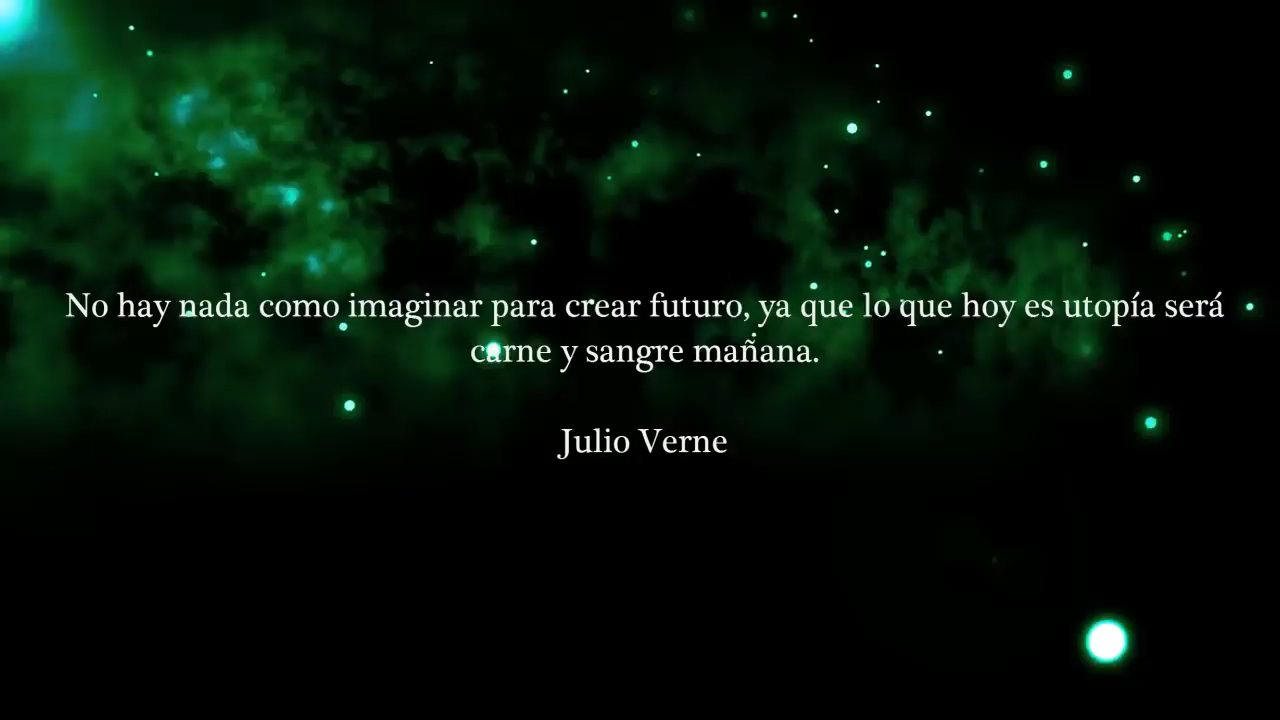 No hay nada como imaginar para crear futuro, ya que lo que hoy es utopía será
carne y sangre mañana.
Julio Verne